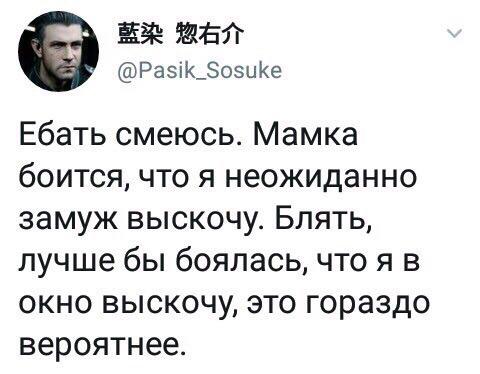 藍染 惣右介
@Pasik_Sosuke
Ебать смеюсь. Мамка
боится, что я неожиданно
замуж выскочу. Блять,
лучше бы боялась, что я в
окно выскочу, это гораздо
вероятнее.